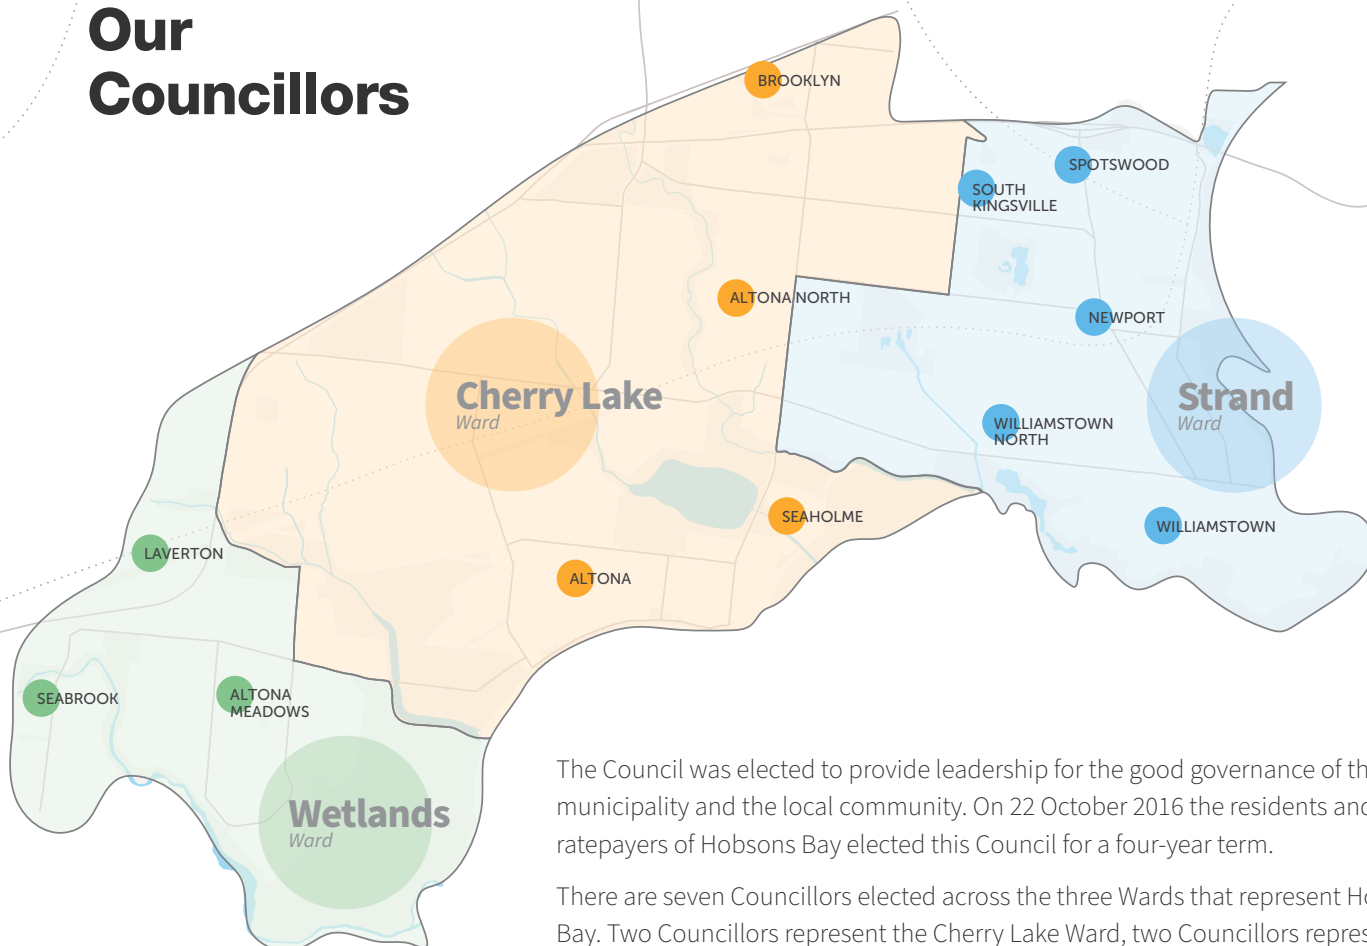 Our
Councillors
BROOKLYN
SPOTSWOOD
SOUTH
KINGSVILLE
ALTONA NORTH
NEWPORT
Cherry Lake
Ward
Strand
Ward
WILLIAMSTOWN
NORTH
SEAHOLME
WILLIAMSTOWN
LAVERTON
ALTONA
SEABROOK
ALTONA
MEADOWS
Wetlands
Ward
The Council was elected to provide leadership for the good governance of th
municipality and the local community. On 22 October 2016 the residents and
ratepayers of Hobsons Bay elected this Council for a four-year term.
There are seven Councillors elected across the three Wards that represent Ho
Bay. Two Councillors represent the Cherry Lake Ward, two Councillors repres